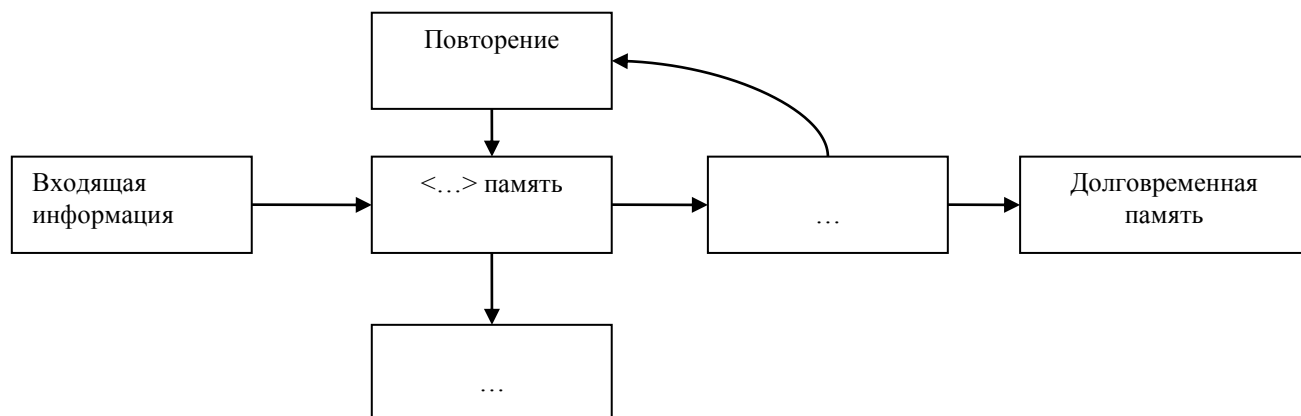 Повторение
Входящая
информация
<…> память
…
Долговременная
память
…